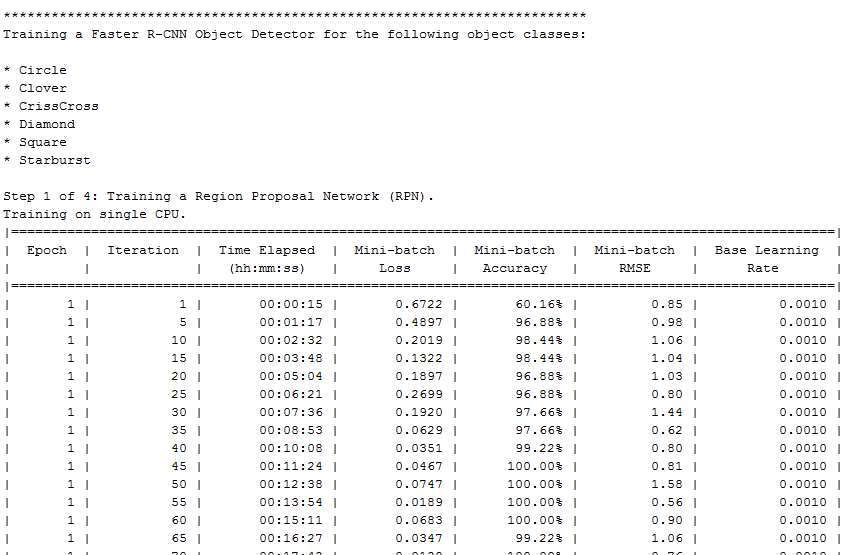 *************************************************************************
Training a Faster R-CNN Object Detector for the following object classes:
* Circle
* Clover
* CrissCross
* Diamond
* Square
* Starburst
Step 1 of 4: Training a Region Proposal Network (RPN).
Training on single CPU.
|=======================================================================================================|
| Epoch | Iteration | Time Elapsed | Mini-batch | Mini-batch | Mini-batch | Base Learning |
| | | (hh:mm:ss) | Loss | Accuracy | RMSE | Rate |
|=======================================================================================================|
| 1 | 1 | 00:00:15 | 0.6722 | 60.16% | 0.85 | 0.0010 |
| 1 | 5 | 00:01:17 | 0.4897 | 96.88% | 0.98 | 0.0010 |
| 1 | 10 | 00:02:32 | 0.2019 | 98.44% | 1.06 | 0.0010 |
| 1 | 15 | 00:03:48 | 0.1322 | 98.44% | 1.04 | 0.0010 |
| 1 | 20 | 00:05:04 | 0.1897 | 96.88% | 1.03 | 0.0010 |
| 1 | 25 | 00:06:21 | 0.2699 | 96.88% | 0.80 | 0.0010 |
| 1 | 30 | 00:07:36 | 0.1920 | 97.66% | 1.44 | 0.0010 |
| 1 | 35 | 00:08:53 | 0.0629 | 97.66% | 0.62 | 0.0010 |
| 1 | 40 | 00:10:08 | 0.0351 | 99.22% | 0.80 | 0.0010 |
| 1 | 45 | 00:11:24 | 0.0467 | 100.00% | 0.81 | 0.0010 |
| 1 | 50 | 00:12:38 | 0.0747 | 100.00% | 1.58 | 0.0010 |
| 1 | 55 | 00:13:54 | 0.0189 | 100.00% | 0.56 | 0.0010 |
| 1 | 60 | 00:15:11 | 0.0683 | 100.00% | 0.90 | 0.0010 |
| 1 | 65 | 00:16:27 | 0.0347 | 99.22% | 1.06 | 0.0010 |